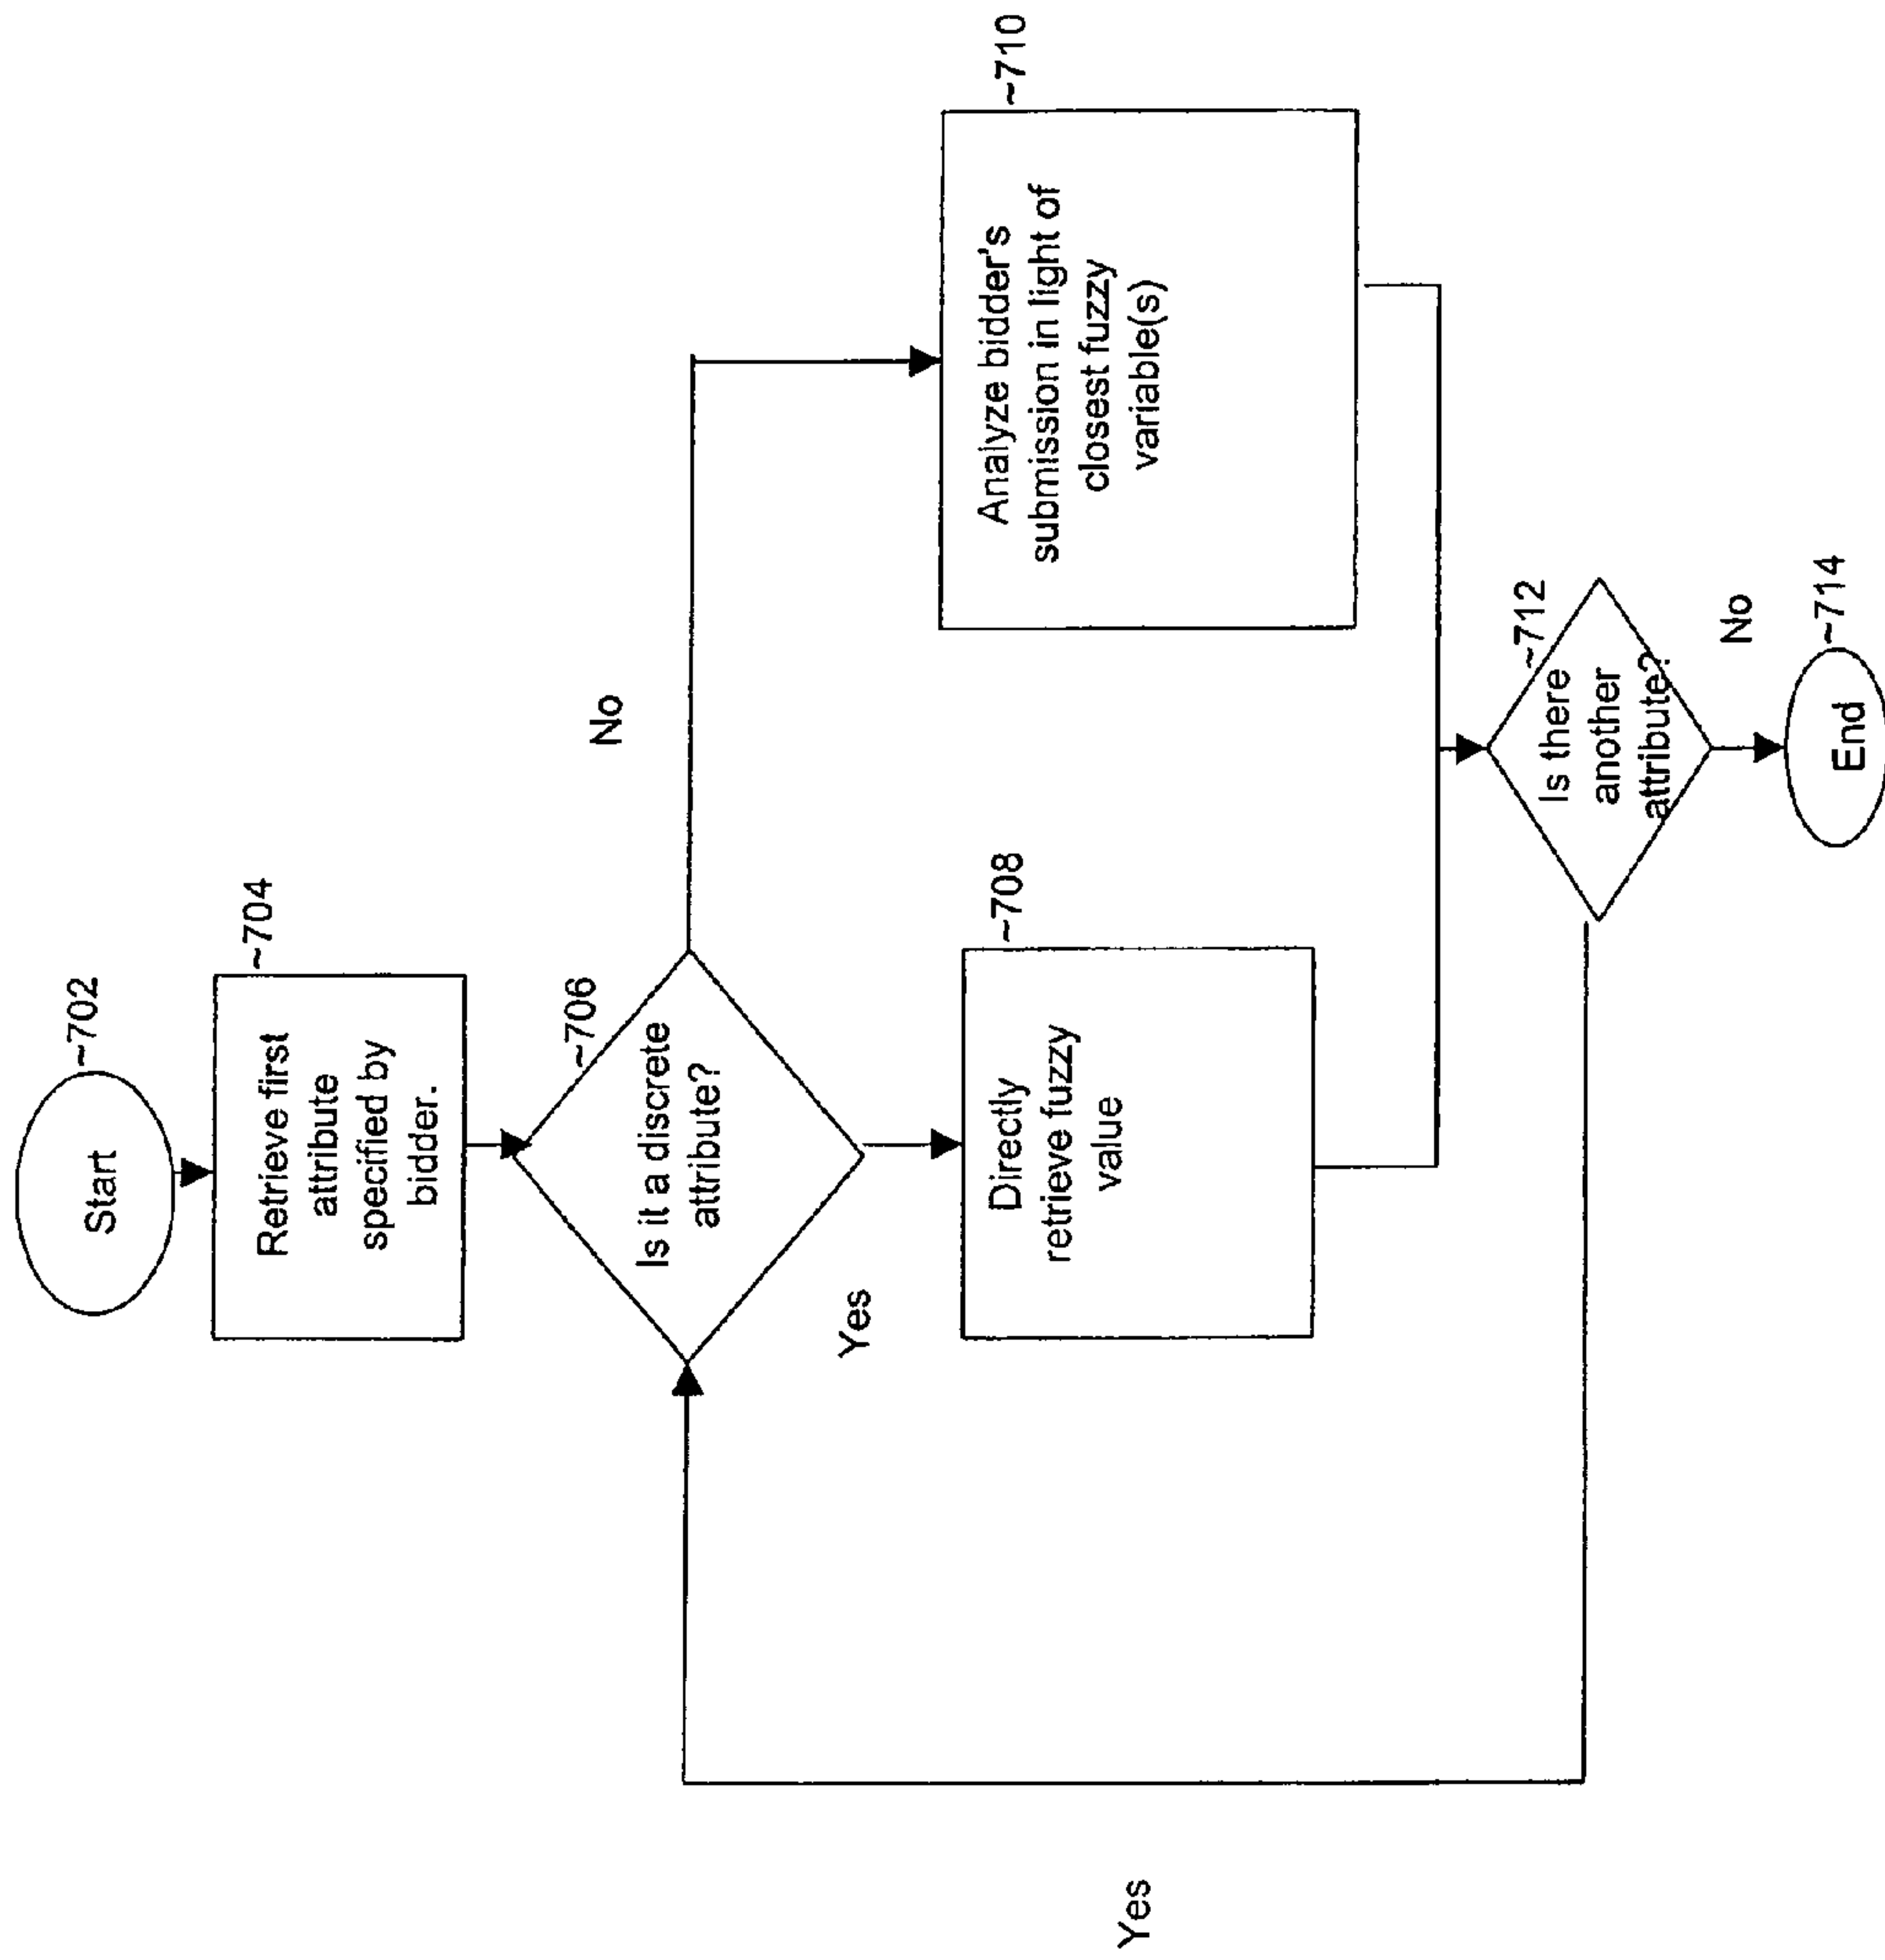 Start
~702
Retrieve first
attribute
specified by
bidder.
~704
Is it a discrete
attribute?
~706
No
Yes
Directly
retrieve fuzzy
value
~708
Analyze bidder's
submission in light of
closest fuzzy
variable(s)
~710
Is there
another
attribute?
~712
Yes
No
End
~714